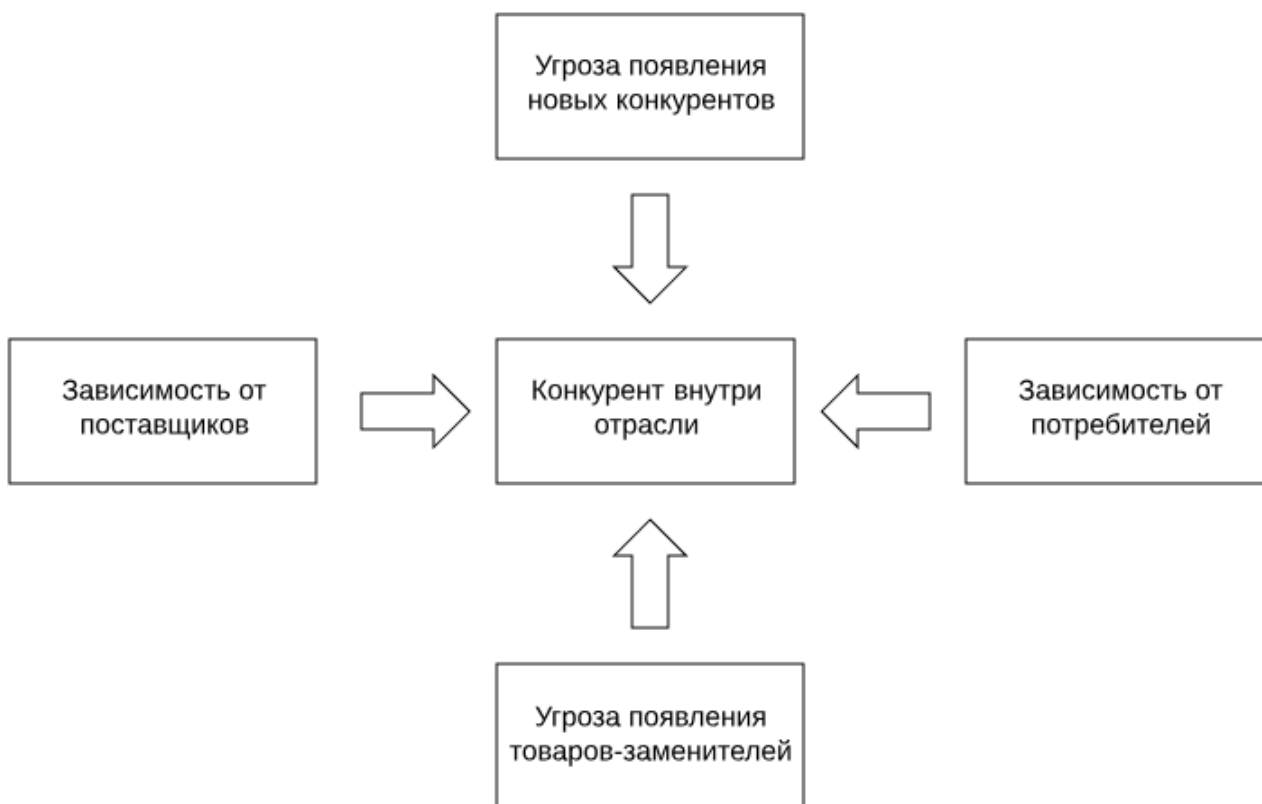 Угроза появления
новых конкурентов
Зависимость от
поставщиков
Конкурент внутри
отрасли
Зависимость от
потребителей
Угроза появления
товаров-заменителей